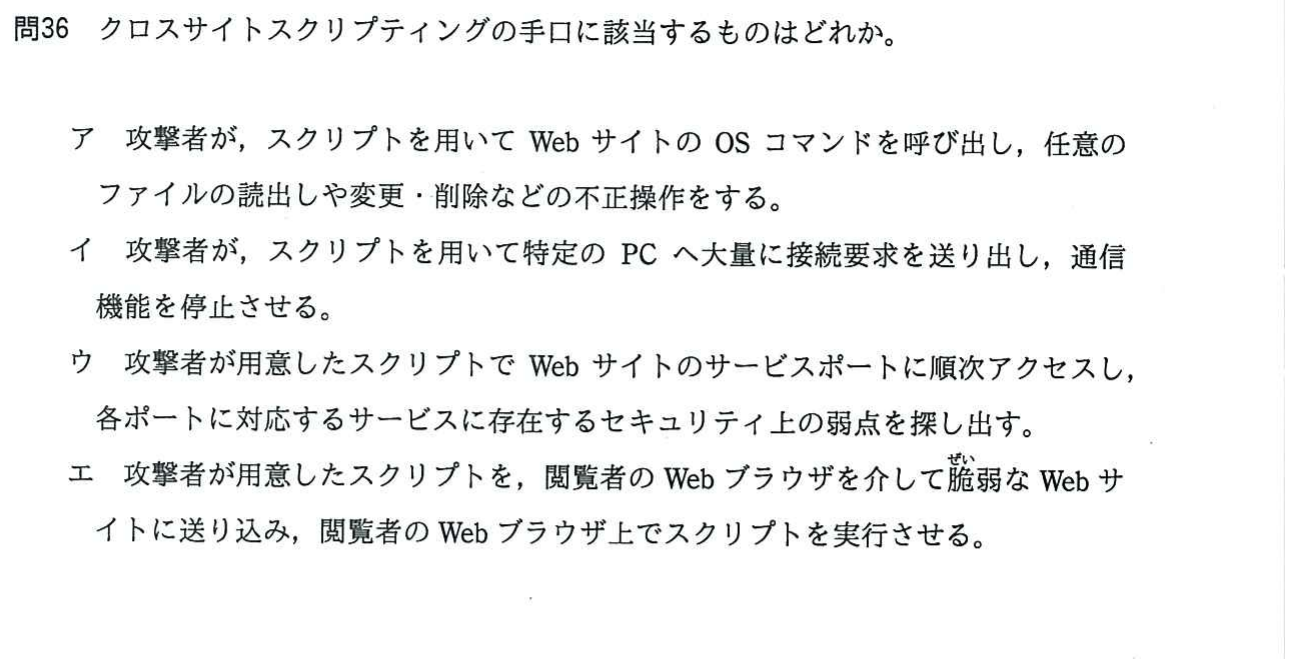 問36　クロスサイトスクリプティングの手口に該当するものはどれか。
ア　攻撃者が，スクリプトを用いて Web サイトの OS コマンドを呼び出し，任意の
ファイルの読出しや変更・削除などの不正操作をする。
イ　攻撃者が，スクリプトを用いて特定の PC へ大量に接続要求を送り出し，通信
機能を停止させる。
ウ　攻撃者が用意したスクリプトで Web サイトのサービスポートに順次アクセスし，
各ポートに対応するサービスに存在するセキュリティ上の弱点を探し出す。
ぜい
エ　攻撃者が用意したスクリプトを，閲覧者の Web ブラウザを介して脆弱な Web サ
イトに送り込み，閲覧者の Web ブラウザ上でスクリプトを実行させる。